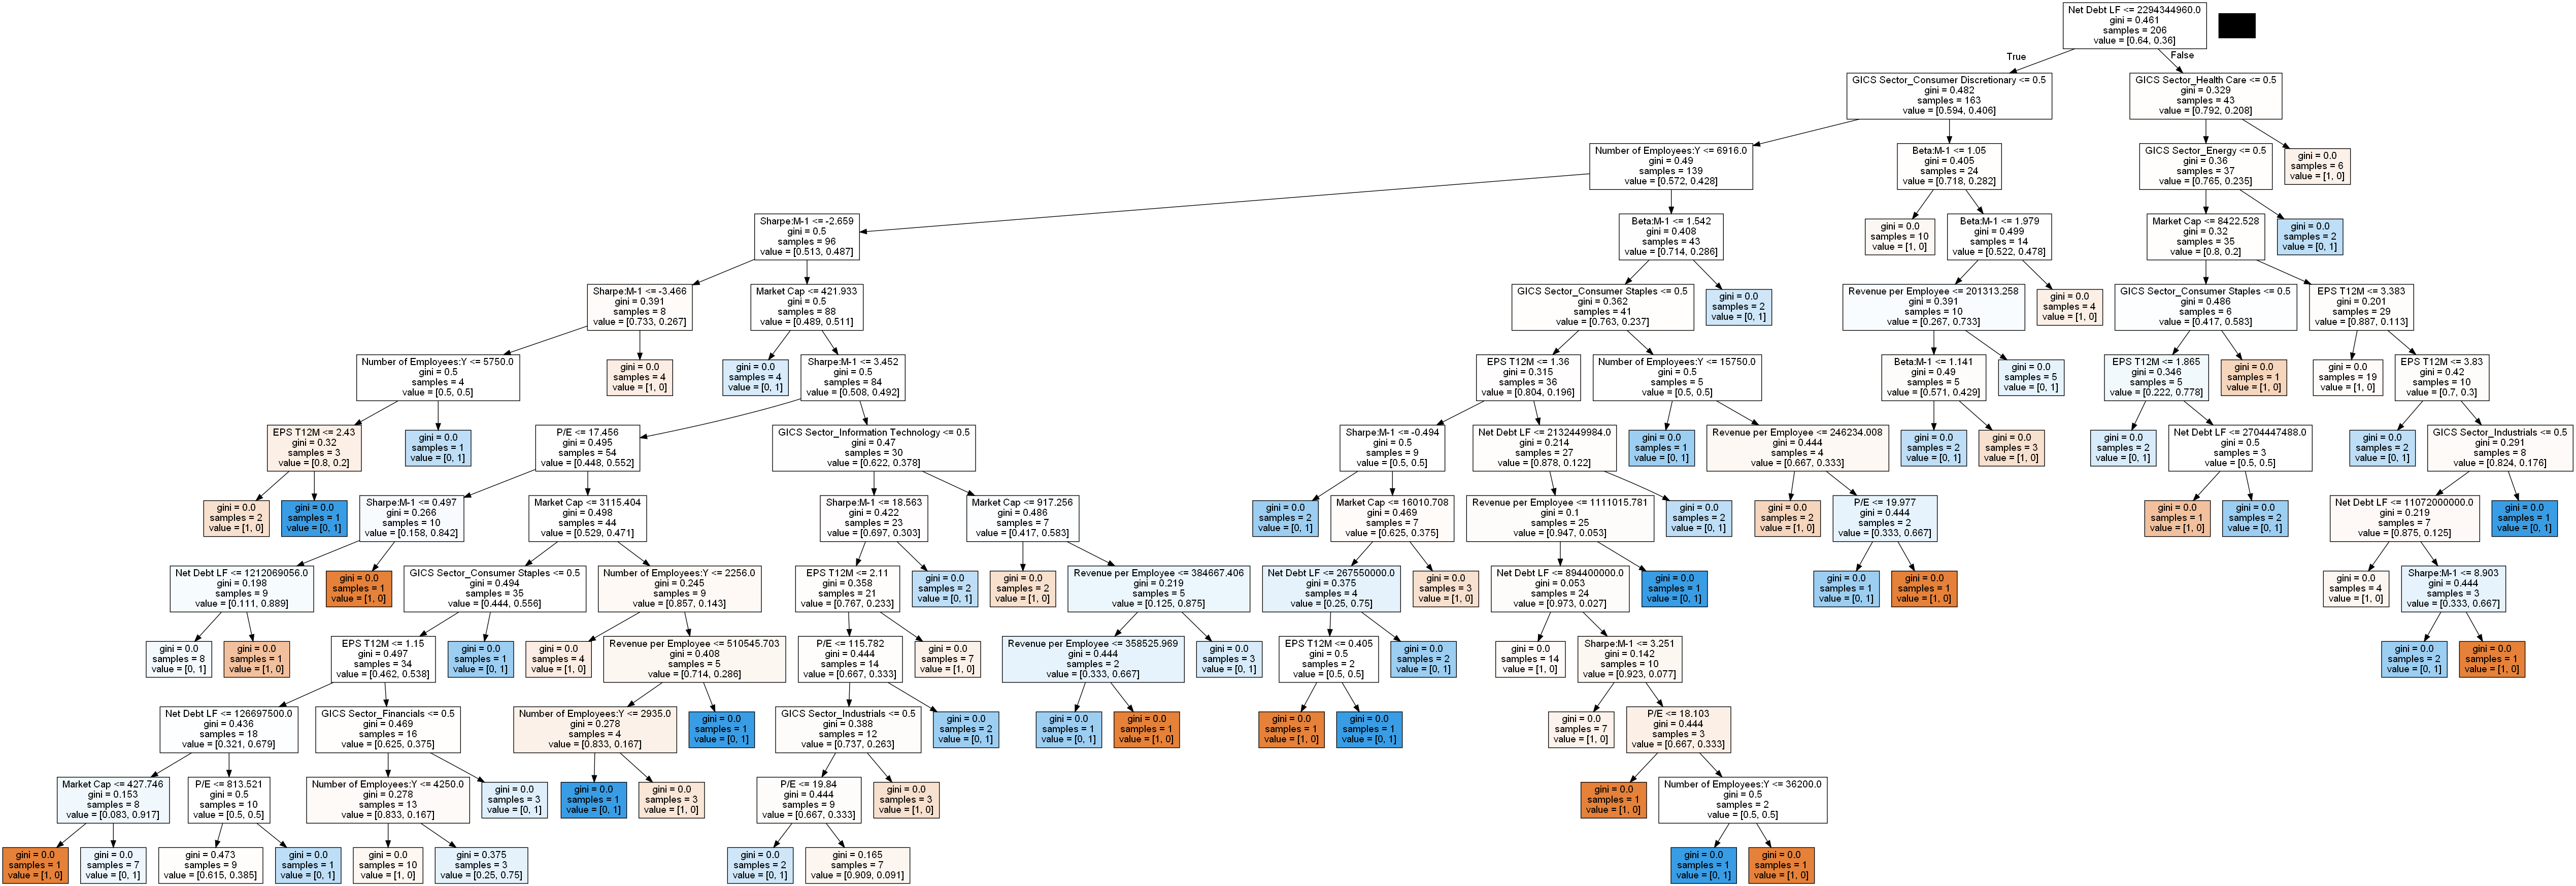 Net Debt LF <= 2294344960.0
gini = 0.461
samples = 206
value = [0.64, 0.36]
True
False
GICS Sector_Consumer Discretionary <= 0.5
gini = 0.482
samples = 163
value = [0.594, 0.406]
GICS Sector_Health Care <= 0.5
gini = 0.329
samples = 43
value = [0.792, 0.208]
Number of Employees:Y <= 6916.0
gini = 0.49
samples = 139
value = [0.572, 0.428]
Beta:M-1 <= 1.05
gini = 0.405
samples = 24
value = [0.718, 0.282]
GICS Sector_Energy <= 0.5
gini = 0.36
samples = 37
value = [0.765, 0.235]
gini = 0.0
samples = 6
value = [1, 0]
Sharpe:M-1 <= -2.659
gini = 0.5
samples = 96
value = [0.513, 0.487]
Beta:M-1 <= 1.542
gini = 0.408
samples = 43
value = [0.714, 0.286]
gini = 0.0
samples = 10
value = [1, 0]
Beta:M-1 <= 1.979
gini = 0.499
samples = 14
value = [0.522, 0.478]
Market Cap <= 8422.528
gini = 0.32
samples = 35
value = [0.8, 0.2]
gini = 0.0
samples = 2
value = [0, 1]
Sharpe:M-1 <= -3.466
gini = 0.391
samples = 8
value = [0.733, 0.267]
Market Cap <= 421.933
gini = 0.5
samples = 88
value = [0.489, 0.511]
GICS Sector_Consumer Staples <= 0.5
gini = 0.362
samples = 41
value = [0.763, 0.237]
gini = 0.0
samples = 2
value = [0, 1]
Revenue per Employee <= 201313.258
gini = 0.391
samples = 10
value = [0.267, 0.733]
gini = 0.0
samples = 4
value = [1, 0]
GICS Sector_Consumer Staples <= 0.5
gini = 0.486
samples = 6
value = [0.417, 0.583]
EPS T12M <= 3.383
gini = 0.201
samples = 29
value = [0.887, 0.113]
Number of Employees:Y <= 5750.0
gini = 0.5
samples = 4
value = [0.5, 0.5]
gini = 0.0
samples = 4
value = [1, 0]
gini = 0.0
samples = 4
value = [0, 1]
Sharpe:M-1 <= 3.452
gini = 0.5
samples = 84
value = [0.508, 0.492]
EPS T12M <= 1.36
gini = 0.315
samples = 36
value = [0.804, 0.196]
Number of Employees:Y <= 15750.0
gini = 0.5
samples = 5
value = [0.5, 0.5]
Beta:M-1 <= 1.141
gini = 0.49
samples = 5
value = [0.571, 0.429]
gini = 0.0
samples = 5
value = [0, 1]
EPS T12M <= 1.865
gini = 0.346
samples = 5
value = [0.222, 0.778]
gini = 0.0
samples = 1
value = [1, 0]
gini = 0.0
samples = 19
value = [1, 0]
EPS T12M <= 3.83
gini = 0.42
samples = 10
value = [0.7, 0.3]
EPS T12M <= 2.43
gini = 0.32
samples = 3
value = [0.8, 0.2]
gini = 0.0
samples = 1
value = [0, 1]
P/E <= 17.456
gini = 0.495
samples = 54
value = [0.448, 0.552]
GICS Sector_Information Technology <= 0.5
gini = 0.47
samples = 30
value = [0.622, 0.378]
Sharpe:M-1 <= -0.494
gini = 0.5
samples = 9
value = [0.5, 0.5]
Net Debt LF <= 2132449984.0
gini = 0.214
samples = 27
value = [0.878, 0.122]
gini = 0.0
samples = 1
value = [0, 1]
Revenue per Employee <= 246234.008
gini = 0.444
samples = 4
value = [0.667, 0.333]
gini = 0.0
samples = 2
value = [0, 1]
gini = 0.0
samples = 3
value = [1, 0]
gini = 0.0
samples = 2
value = [0, 1]
Net Debt LF <= 2704447488.0
gini = 0.5
samples = 3
value = [0.5, 0.5]
gini = 0.0
samples = 2
value = [0, 1]
GICS Sector_Industrials <= 0.5
gini = 0.291
samples = 8
value = [0.824, 0.176]
gini = 0.0
samples = 2
value = [1, 0]
gini = 0.0
samples = 1
value = [0, 1]
Sharpe:M-1 <= 0.497
gini = 0.266
samples = 10
value = [0.158, 0.842]
Market Cap <= 3115.404
gini = 0.498
samples = 44
value = [0.529, 0.471]
Sharpe:M-1 <= 18.563
gini = 0.422
samples = 23
value = [0.697, 0.303]
Market Cap <= 917.256
gini = 0.486
samples = 7
value = [0.417, 0.583]
gini = 0.0
samples = 2
value = [0, 1]
Market Cap <= 16010.708
gini = 0.469
samples = 7
value = [0.625, 0.375]
Revenue per Employee <= 1111015.781
gini = 0.1
samples = 25
value = [0.947, 0.053]
gini = 0.0
samples = 2
value = [0, 1]
gini = 0.0
samples = 2
value = [1, 0]
P/E <= 19.977
gini = 0.444
samples = 2
value = [0.333, 0.667]
gini = 0.0
samples = 1
value = [1, 0]
gini = 0.0
samples = 2
value = [0, 1]
Net Debt LF <= 11072000000.0
gini = 0.219
samples = 7
value = [0.875, 0.125]
gini = 0.0
samples = 1
value = [0, 1]
Net Debt LF <= 1212069056.0
gini = 0.198
samples = 9
value = [0.111, 0.889]
gini = 0.0
samples = 1
value = [1, 0]
GICS Sector_Consumer Staples <= 0.5
gini = 0.494
samples = 35
value = [0.444, 0.556]
Number of Employees:Y <= 2256.0
gini = 0.245
samples = 9
value = [0.857, 0.143]
EPS T12M <= 2.11
gini = 0.358
samples = 21
value = [0.767, 0.233]
gini = 0.0
samples = 2
value = [0, 1]
gini = 0.0
samples = 2
value = [1, 0]
Revenue per Employee <= 384667.406
gini = 0.219
samples = 5
value = [0.125, 0.875]
Net Debt LF <= 267550000.0
gini = 0.375
samples = 4
value = [0.25, 0.75]
gini = 0.0
samples = 3
value = [1, 0]
Net Debt LF <= 894400000.0
gini = 0.053
samples = 24
value = [0.973, 0.027]
gini = 0.0
samples = 1
value = [0, 1]
gini = 0.0
samples = 1
value = [0, 1]
gini = 0.0
samples = 1
value = [1, 0]
gini = 0.0
samples = 4
value = [1, 0]
Sharpe:M-1 <= 8.903
gini = 0.444
samples = 3
value = [0.333, 0.667]
gini = 0.0
samples = 8
value = [0, 1]
gini = 0.0
samples = 1
value = [1, 0]
EPS T12M <= 1.15
gini = 0.497
samples = 34
value = [0.462, 0.538]
gini = 0.0
samples = 1
value = [0, 1]
gini = 0.0
samples = 4
value = [1, 0]
Revenue per Employee <= 510545.703
gini = 0.408
samples = 5
value = [0.714, 0.286]
P/E <= 115.782
gini = 0.444
samples = 14
value = [0.667, 0.333]
gini = 0.0
samples = 7
value = [1, 0]
Revenue per Employee <= 358525.969
gini = 0.444
samples = 2
value = [0.333, 0.667]
gini = 0.0
samples = 3
value = [0, 1]
EPS T12M <= 0.405
gini = 0.5
samples = 2
value = [0.5, 0.5]
gini = 0.0
samples = 2
value = [0, 1]
gini = 0.0
samples = 14
value = [1, 0]
Sharpe:M-1 <= 3.251
gini = 0.142
samples = 10
value = [0.923, 0.077]
gini = 0.0
samples = 2
value = [0, 1]
gini = 0.0
samples = 1
value = [1, 0]
Net Debt LF <= 126697500.0
gini = 0.436
samples = 18
value = [0.321, 0.679]
GICS Sector_Financials <= 0.5
gini = 0.469
samples = 16
value = [0.625, 0.375]
Number of Employees:Y <= 2935.0
gini = 0.278
samples = 4
value = [0.833, 0.167]
gini = 0.0
samples = 1
value = [0, 1]
GICS Sector_Industrials <= 0.5
gini = 0.388
samples = 12
value = [0.737, 0.263]
gini = 0.0
samples = 2
value = [0, 1]
gini = 0.0
samples = 1
value = [0, 1]
gini = 0.0
samples = 1
value = [1, 0]
gini = 0.0
samples = 1
value = [1, 0]
gini = 0.0
samples = 1
value = [0, 1]
gini = 0.0
samples = 7
value = [1, 0]
P/E <= 18.103
gini = 0.444
samples = 3
value = [0.667, 0.333]
Market Cap <= 427.746
gini = 0.153
samples = 8
value = [0.083, 0.917]
P/E <= 813.521
gini = 0.5
samples = 10
value = [0.5, 0.5]
Number of Employees:Y <= 4250.0
gini = 0.278
samples = 13
value = [0.833, 0.167]
gini = 0.0
samples = 3
value = [0, 1]
gini = 0.0
samples = 1
value = [0, 1]
gini = 0.0
samples = 3
value = [1, 0]
P/E <= 19.84
gini = 0.444
samples = 9
value = [0.667, 0.333]
gini = 0.0
samples = 3
value = [1, 0]
gini = 0.0
samples = 1
value = [1, 0]
Number of Employees:Y <= 36200.0
gini = 0.5
samples = 2
value = [0.5, 0.5]
gini = 0.0
samples = 1
value = [1, 0]
gini = 0.0
samples = 7
value = [0, 1]
gini = 0.473
samples = 9
value = [0.615, 0.385]
gini = 0.0
samples = 1
value = [0, 1]
gini = 0.0
samples = 10
value = [1, 0]
gini = 0.375
samples = 3
value = [0.25, 0.75]
gini = 0.0
samples = 2
value = [0, 1]
gini = 0.165
samples = 7
value = [0.909, 0.091]
gini = 0.0
samples = 1
value = [0, 1]
gini = 0.0
samples = 1
value = [1, 0]